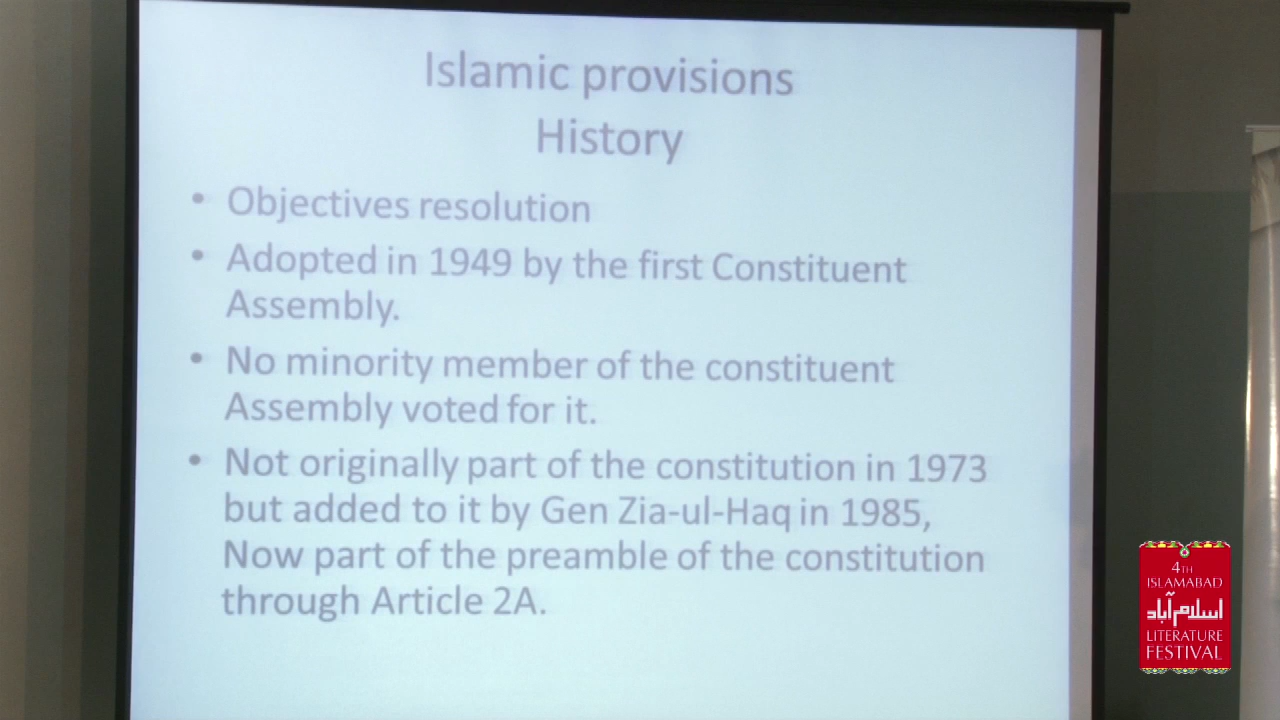 Islamic provisions
History
• Objectives resolution
• Adopted in 1949 by the first Constituent
Assembly.
• No minority member of the constituent
Assembly voted for it.
• Not originally part of the constitution in 1973
but added to it by Gen Zia-ul-Haq in 1985,
Now part of the preamble of the constitution
through Article 2A.
4TH
ISLAMABAD
اسلام آباد
LITERATURE
FESTIVAL